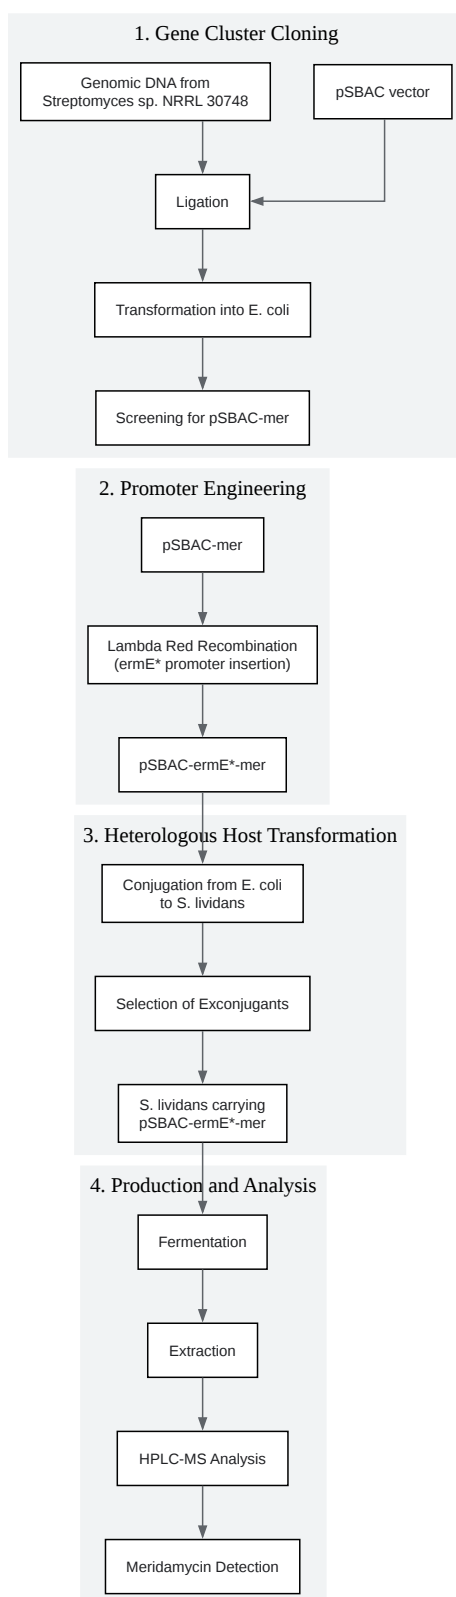 1. Gene Cluster Cloning
Genomic DNA from
Streptomyces sp. NRRL 30748
pSBAC vector
Ligation
Transformation into E. coli
Screening for pSBAC-mer
2. Promoter Engineering
pSBAC-mer
Lambda Red Recombination
(ermE* promoter insertion)
pSBAC-ermE*-mer
3. Heterologous Host Transformation
Conjugation from E. coli
to S. lividans
Selection of Exconjugants
S. lividans carrying
pSBAC-ermE*-mer
4. Production and Analysis
Fermentation
Extraction
HPLC-MS Analysis
Meridamycin Detection